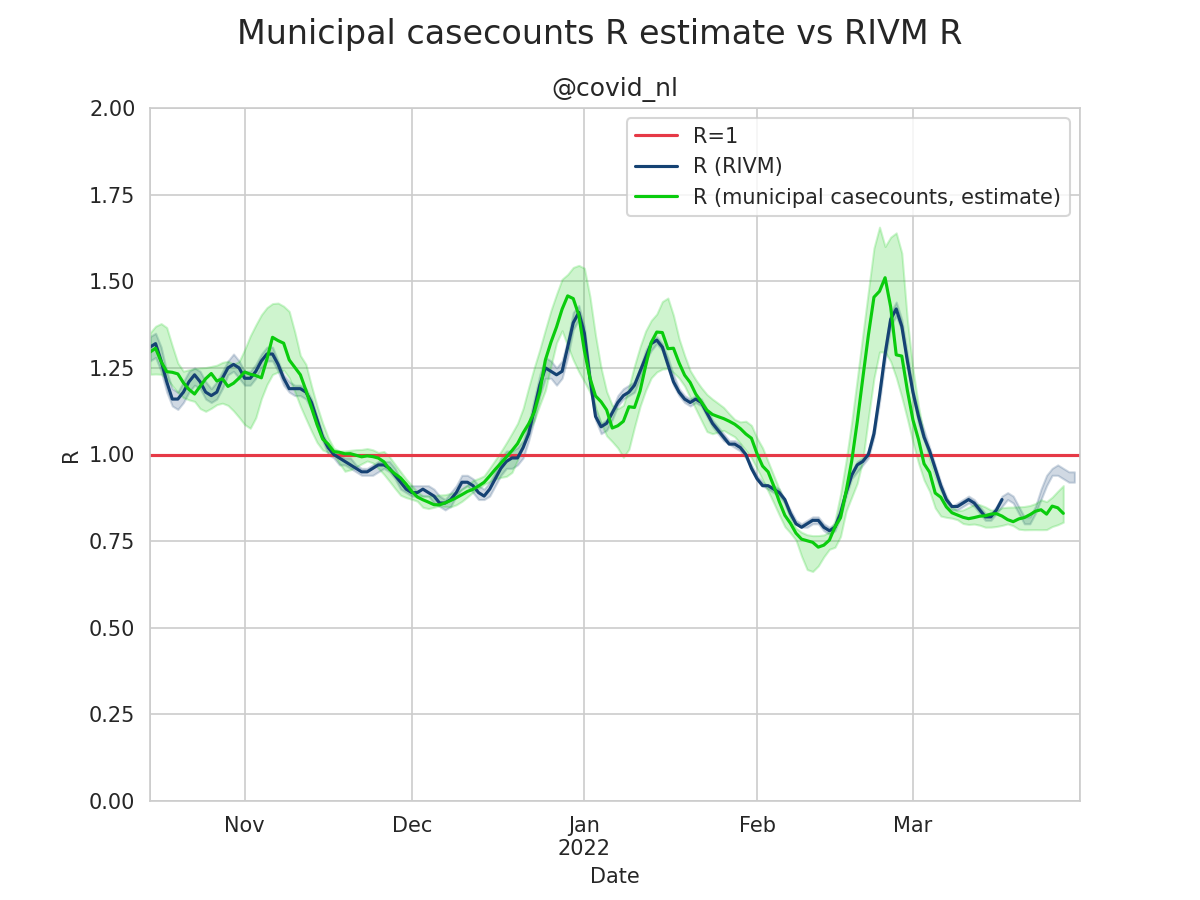 Municipal casecounts R estimate vs RIVM R
@covid_nl
R=1
R (RIVM)
R (municipal casecounts, estimate)
2.00
1.75
1.50
1.25
1.00
0.75
0.50
0.25
0.00
R
Nov
Dec
Jan
2022
Feb
Mar
Date